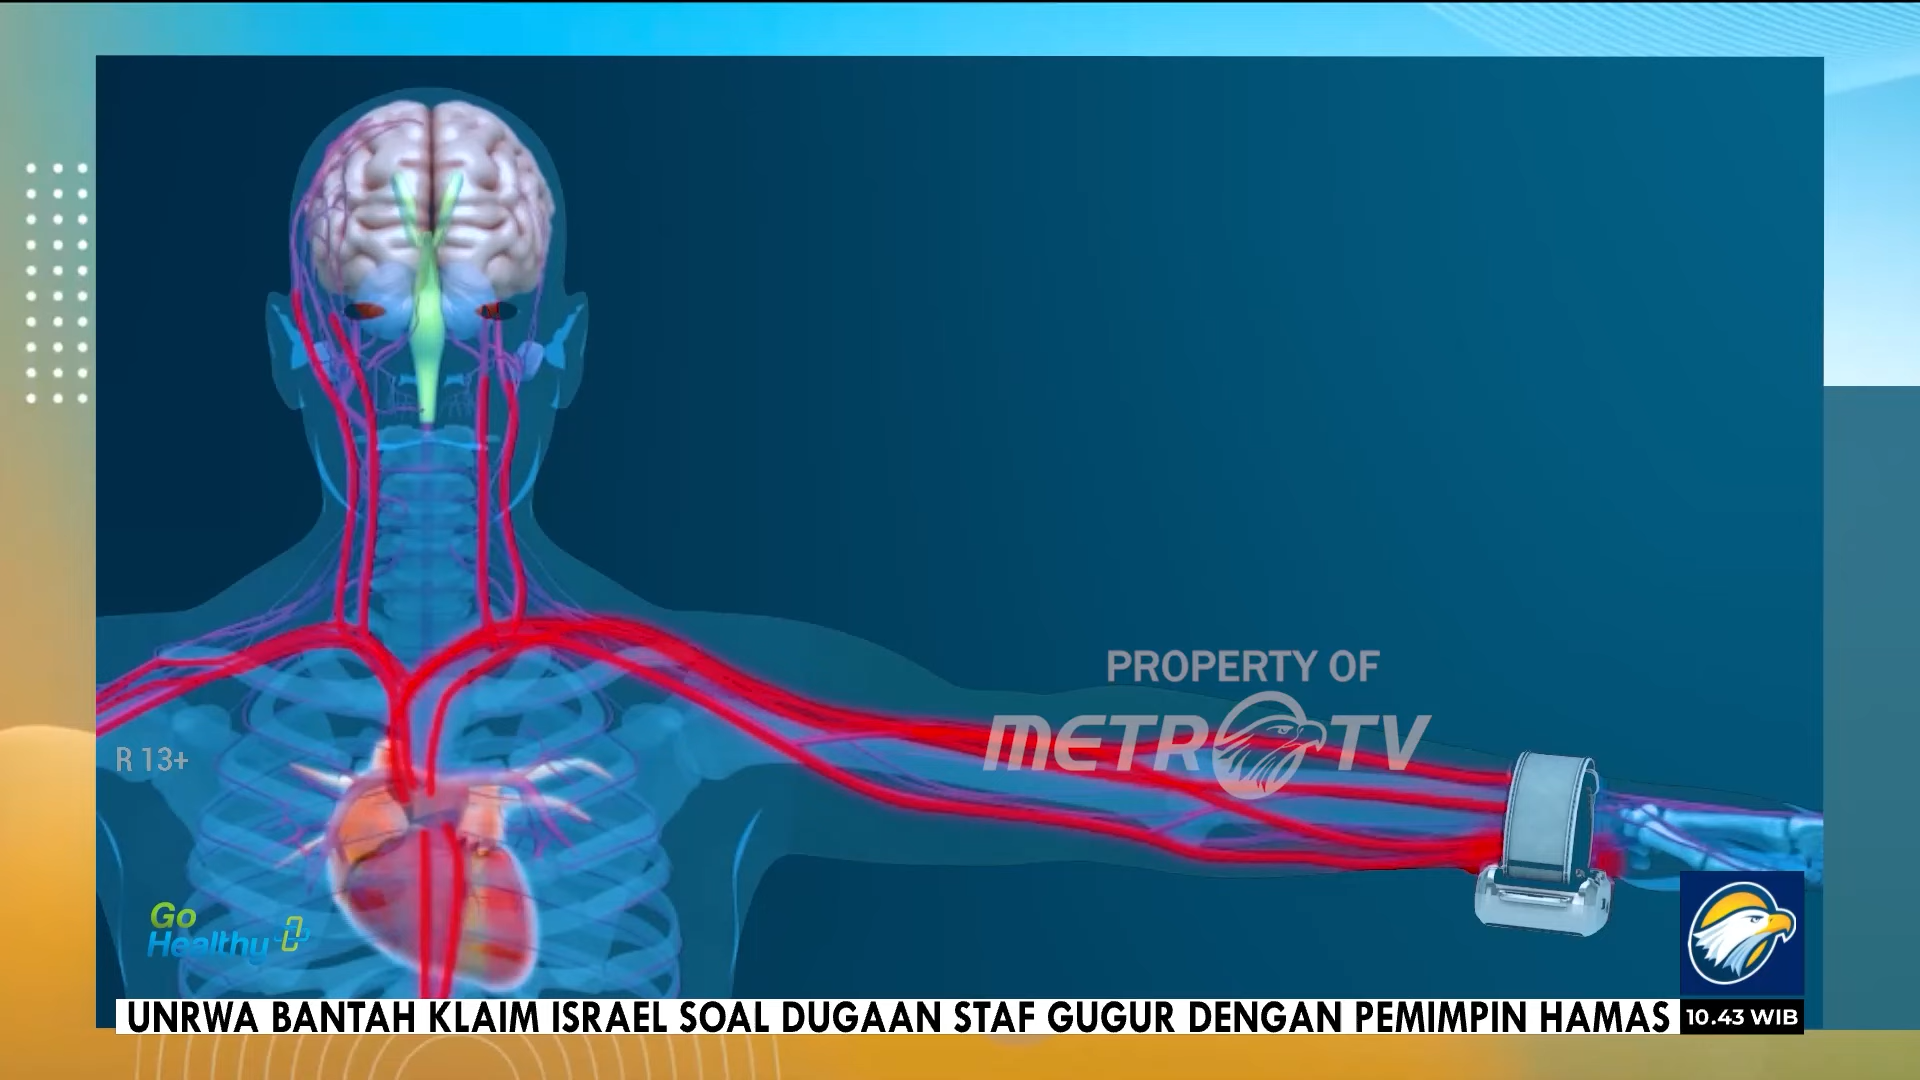 PROPERTY OF
METRO TV
R 13+
Go
Healthy
UNRWA BANTAH KLAIM ISRAEL SOAL DUGAAN STAF GUGUR DENGAN PEMIMPIN HAMAS
10.43 WIB